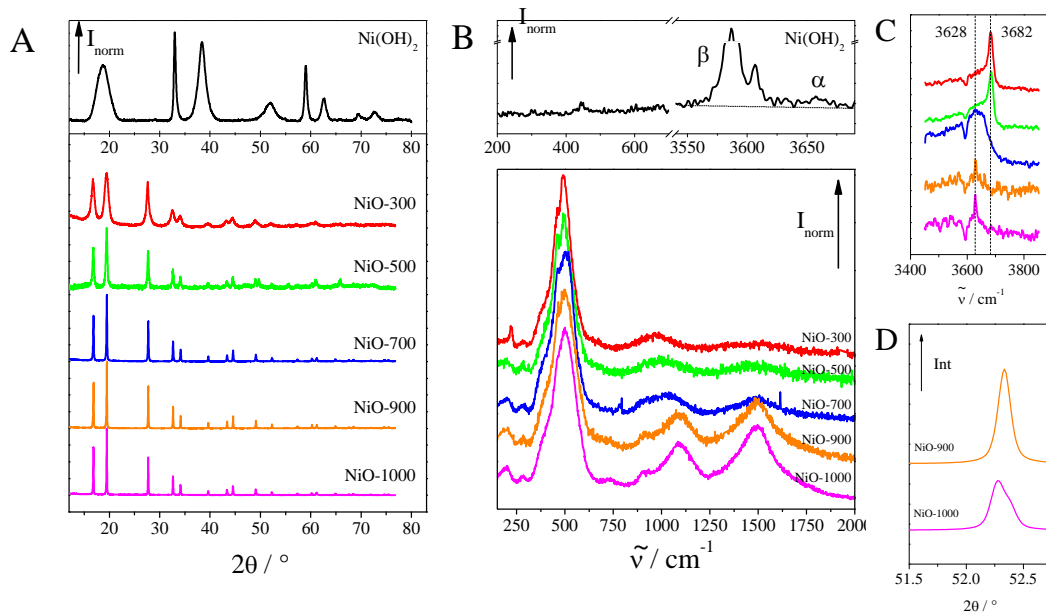 A
I norm
Ni(OH)2
10 20 30 40 50 60 70 80
NiO-300
NiO-500
NiO-700
NiO-900
NiO-1000
20 30 40 50 60 70 80
2θ / °
B
I norm
Ni(OH)2
β
α
200 400 600 3550 3600 3650
I norm
NiO-300
NiO-500
NiO-700
NiO-900
NiO-1000
250 500 750 1000 1250 1500 1750 2000
ν̃ / cm-1
C
3628 3682
3400 3600 3800
ν̃ / cm-1
D
Int
NiO-900
NiO-1000
51.5 52.0 52.5
2θ / °